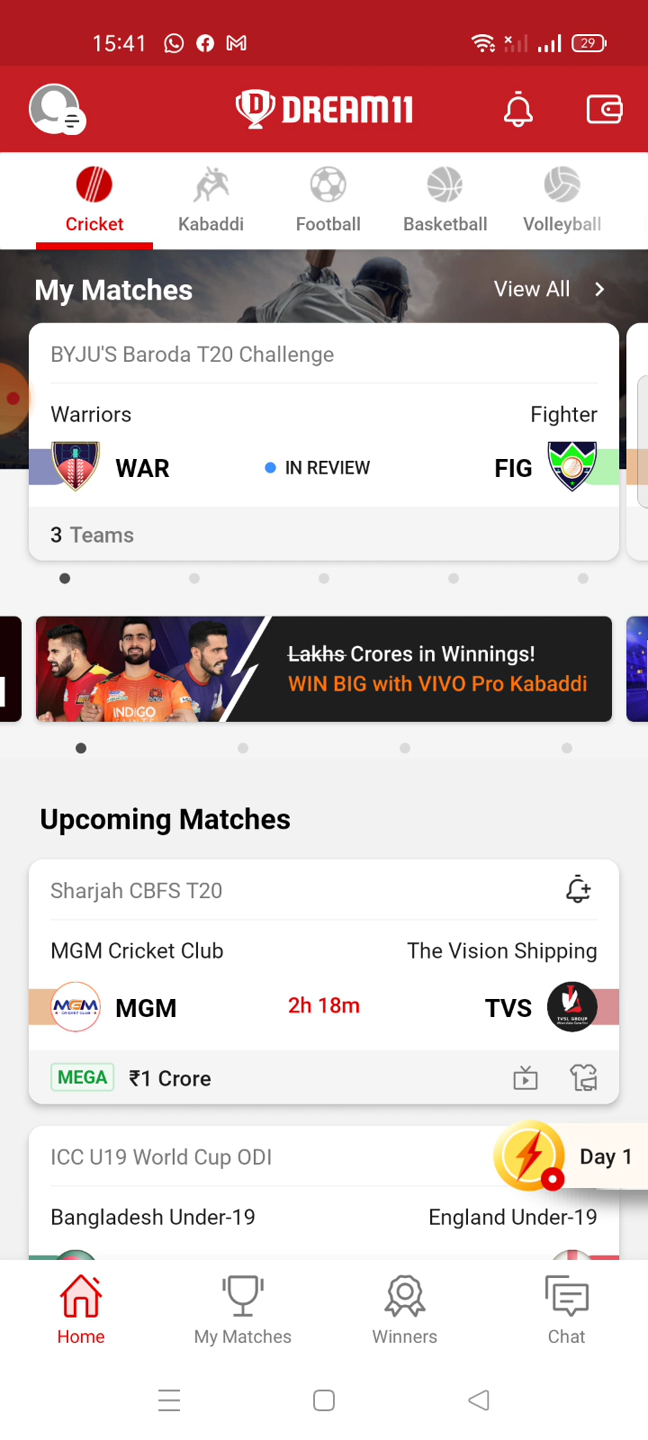 15:41
29
DREAM11
Cricket
Kabaddi
Football
Basketball
Volleyball
My Matches
View All
BYJU'S Baroda T20 Challenge
Warriors
Fighter
WAR
IN REVIEW
FIG
3 Teams
INDIGO
Lakhs Crores in Winnings!
WIN BIG with VIVO Pro Kabaddi
Upcoming Matches
Sharjah CBFS T20
MGM Cricket Club
The Vision Shipping
MGM
MGM
2h 18m
TVS
MEGA
₹1 Crore
ICC U19 World Cup ODI
Day 1
Bangladesh Under-19
England Under-19
Home
My Matches
Winners
Chat